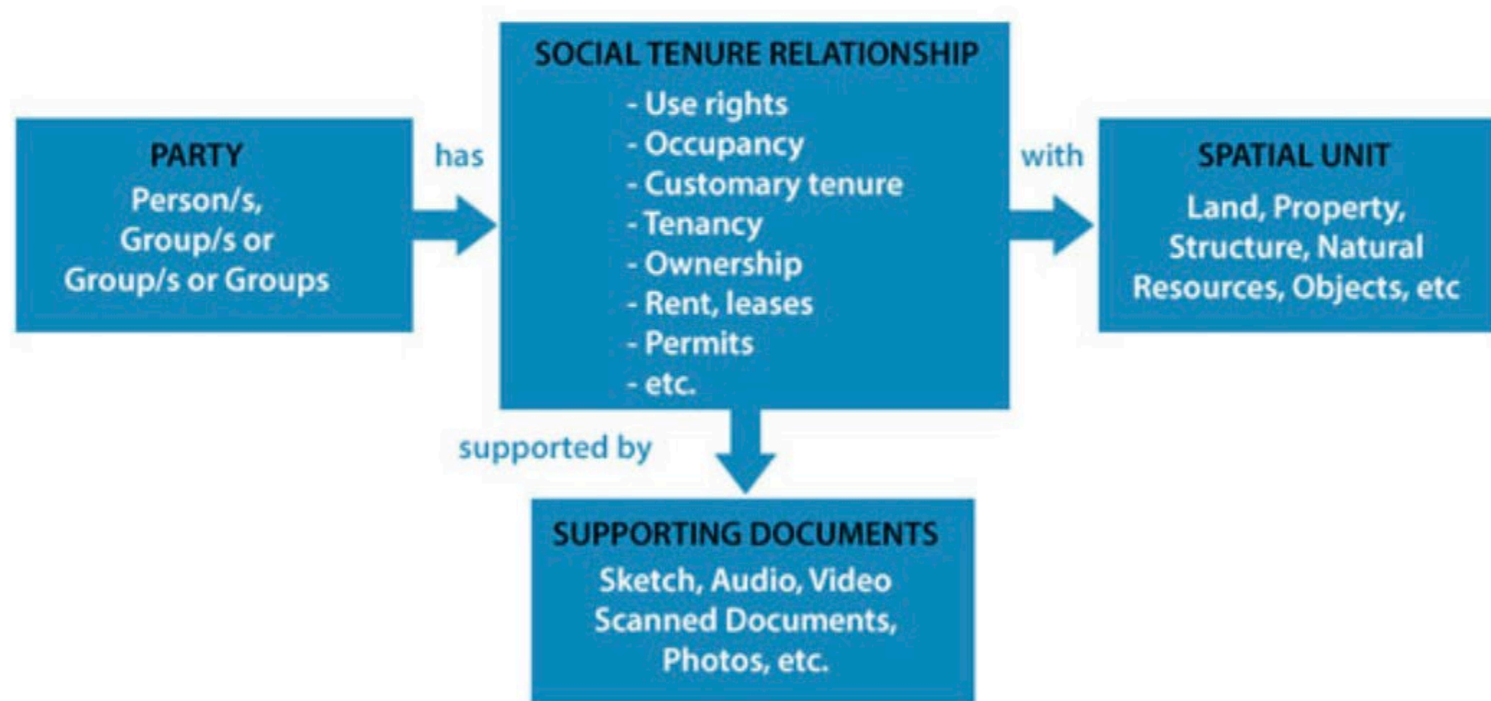 PARTY
Person/s,
Group/s or
Group/s or Groups
has
SOCIAL TENURE RELATIONSHIP
- Use rights
- Occupancy
- Customary tenure
- Tenancy
- Ownership
- Rent, leases
- Permits
- etc.
with
SPATIAL UNIT
Land, Property,
Structure, Natural
Resources, Objects, etc
supported by
SUPPORTING DOCUMENTS
Sketch, Audio, Video
Scanned Documents,
Photos, etc.